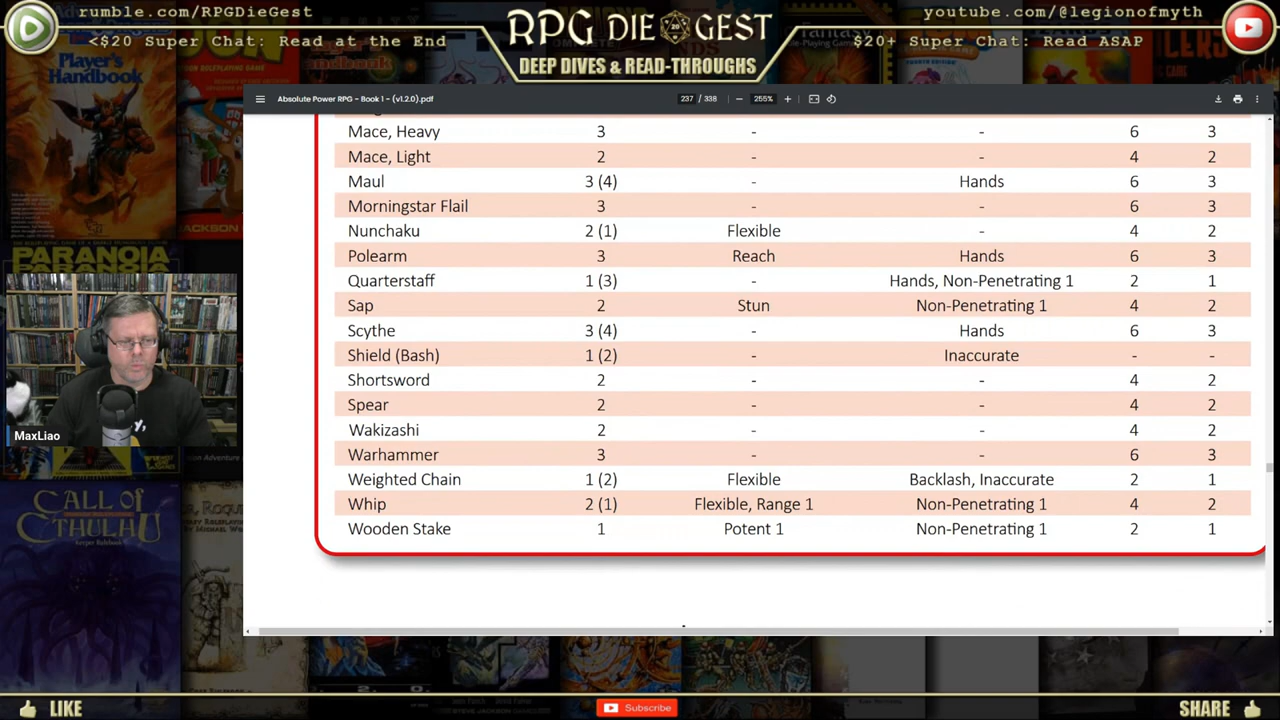 rumble.com/RPGDieGest
<$20 Super Chat: Read at the End
RPG DIE GEST
DEEP DIVES & READ-THROUGHS
youtube.com/@legionofmyth
$20+ Super Chat: Read ASAP
Player's
Handbook
Absolute Power RPG - Book 1 - (v1.2.0).pdf 237 / 338 — 255% +
Mace, Heavy 3 - - 6 3
Mace, Light 2 - - 4 2
Maul 3 (4) - Hands 6 3
Morningstar Flail 3 - - 6 3
Nunchaku 2 (1) Flexible - 4 2
Polearm 3 Reach Hands 6 3
Quarterstaff 1 (3) - Hands, Non-Penetrating 1 2 1
Sap 2 Stun Non-Penetrating 1 4 2
Scythe 3 (4) - Hands 6 3
Shield (Bash) 1 (2) - Inaccurate - -
Shortsword 2 - - 4 2
Spear 2 - - 4 2
Wakizashi 2 - - 4 2
Warhammer 3 - - 6 3
Weighted Chain 1 (2) Flexible Backlash, Inaccurate 2 1
Whip 2 (1) Flexible, Range 1 Non-Penetrating 1 4 2
Wooden Stake 1 Potent 1 Non-Penetrating 1 2 1
PARANOIA
MaxLiao
CALL OF
CTHULHU
LIKE
Subscribe
SHARE